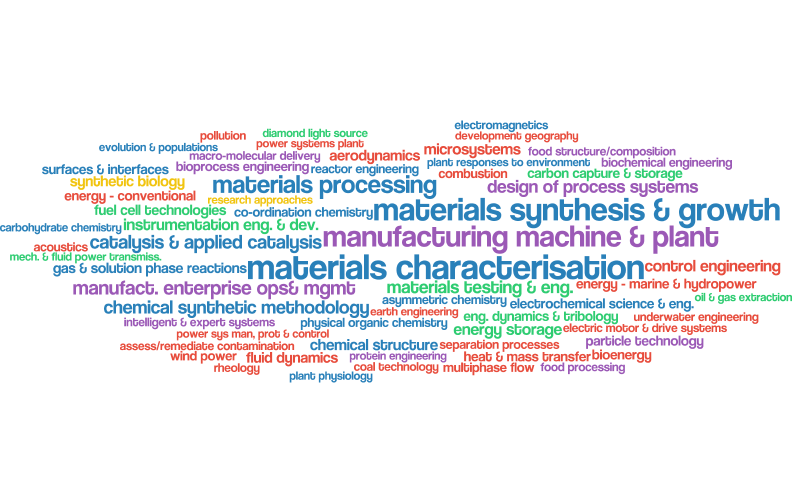 electromagnetics
pollution
diamond light source
development geography
evolution & populations
power systems plant
microsystems
food structure/composition
macro-molecular delivery
aerodynamics
plant responses to environment
biochemical engineering
surfaces & interfaces
bioprocess engineering
reactor engineering
combustion
carbon capture & storage
synthetic biology
materials processing
design of process systems
energy - conventional
research approaches
fuel cell technologies
co-ordination chemistry
materials synthesis & growth
carbohydrate chemistry
instrumentation eng. & dev.
acoustics
catalysis & applied catalysis
manufacturing machine & plant
mech. & fluid power transmiss.
gas & solution phase reactions
materials characterisation
control engineering
manufact. enterprise ops& mgmt
materials testing & eng.
energy - marine & hydropower
chemical synthetic methodology
asymmetric chemistry
electrochemical science & eng.
oil & gas extraction
earth engineering
intelligent & expert systems
physical organic chemistry
eng. dynamics & tribology
underwater engineering
power sys man, prot & control
energy storage
electric motor & drive systems
assess/remediate contamination
chemical structure
separation processes
particle technology
wind power
fluid dynamics
protein engineering
heat & mass transfer
bioenergy
rheology
coal technology
multiphase flow
food processing
plant physiology